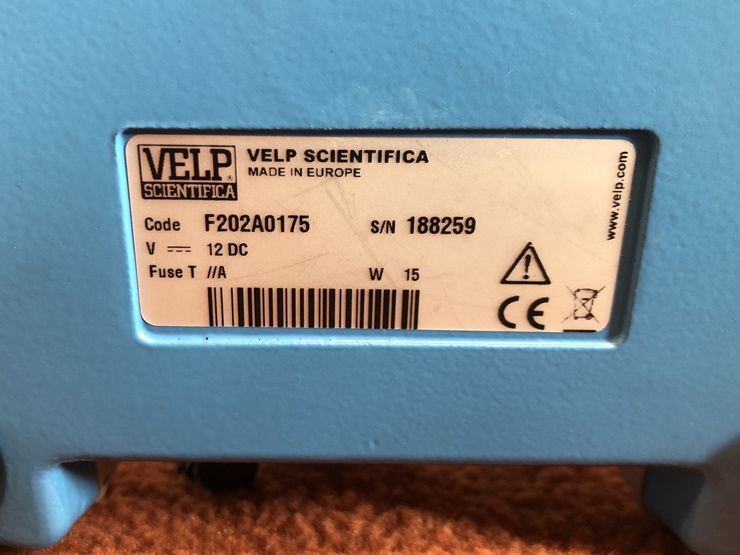 VELP
SCIENTIFICA
VELP SCIENTIFICA
MADE IN EUROPE
www.velp.com
Code F202A0175 S/N 188259
V 12 DC
Fuse T //A W 15
CE